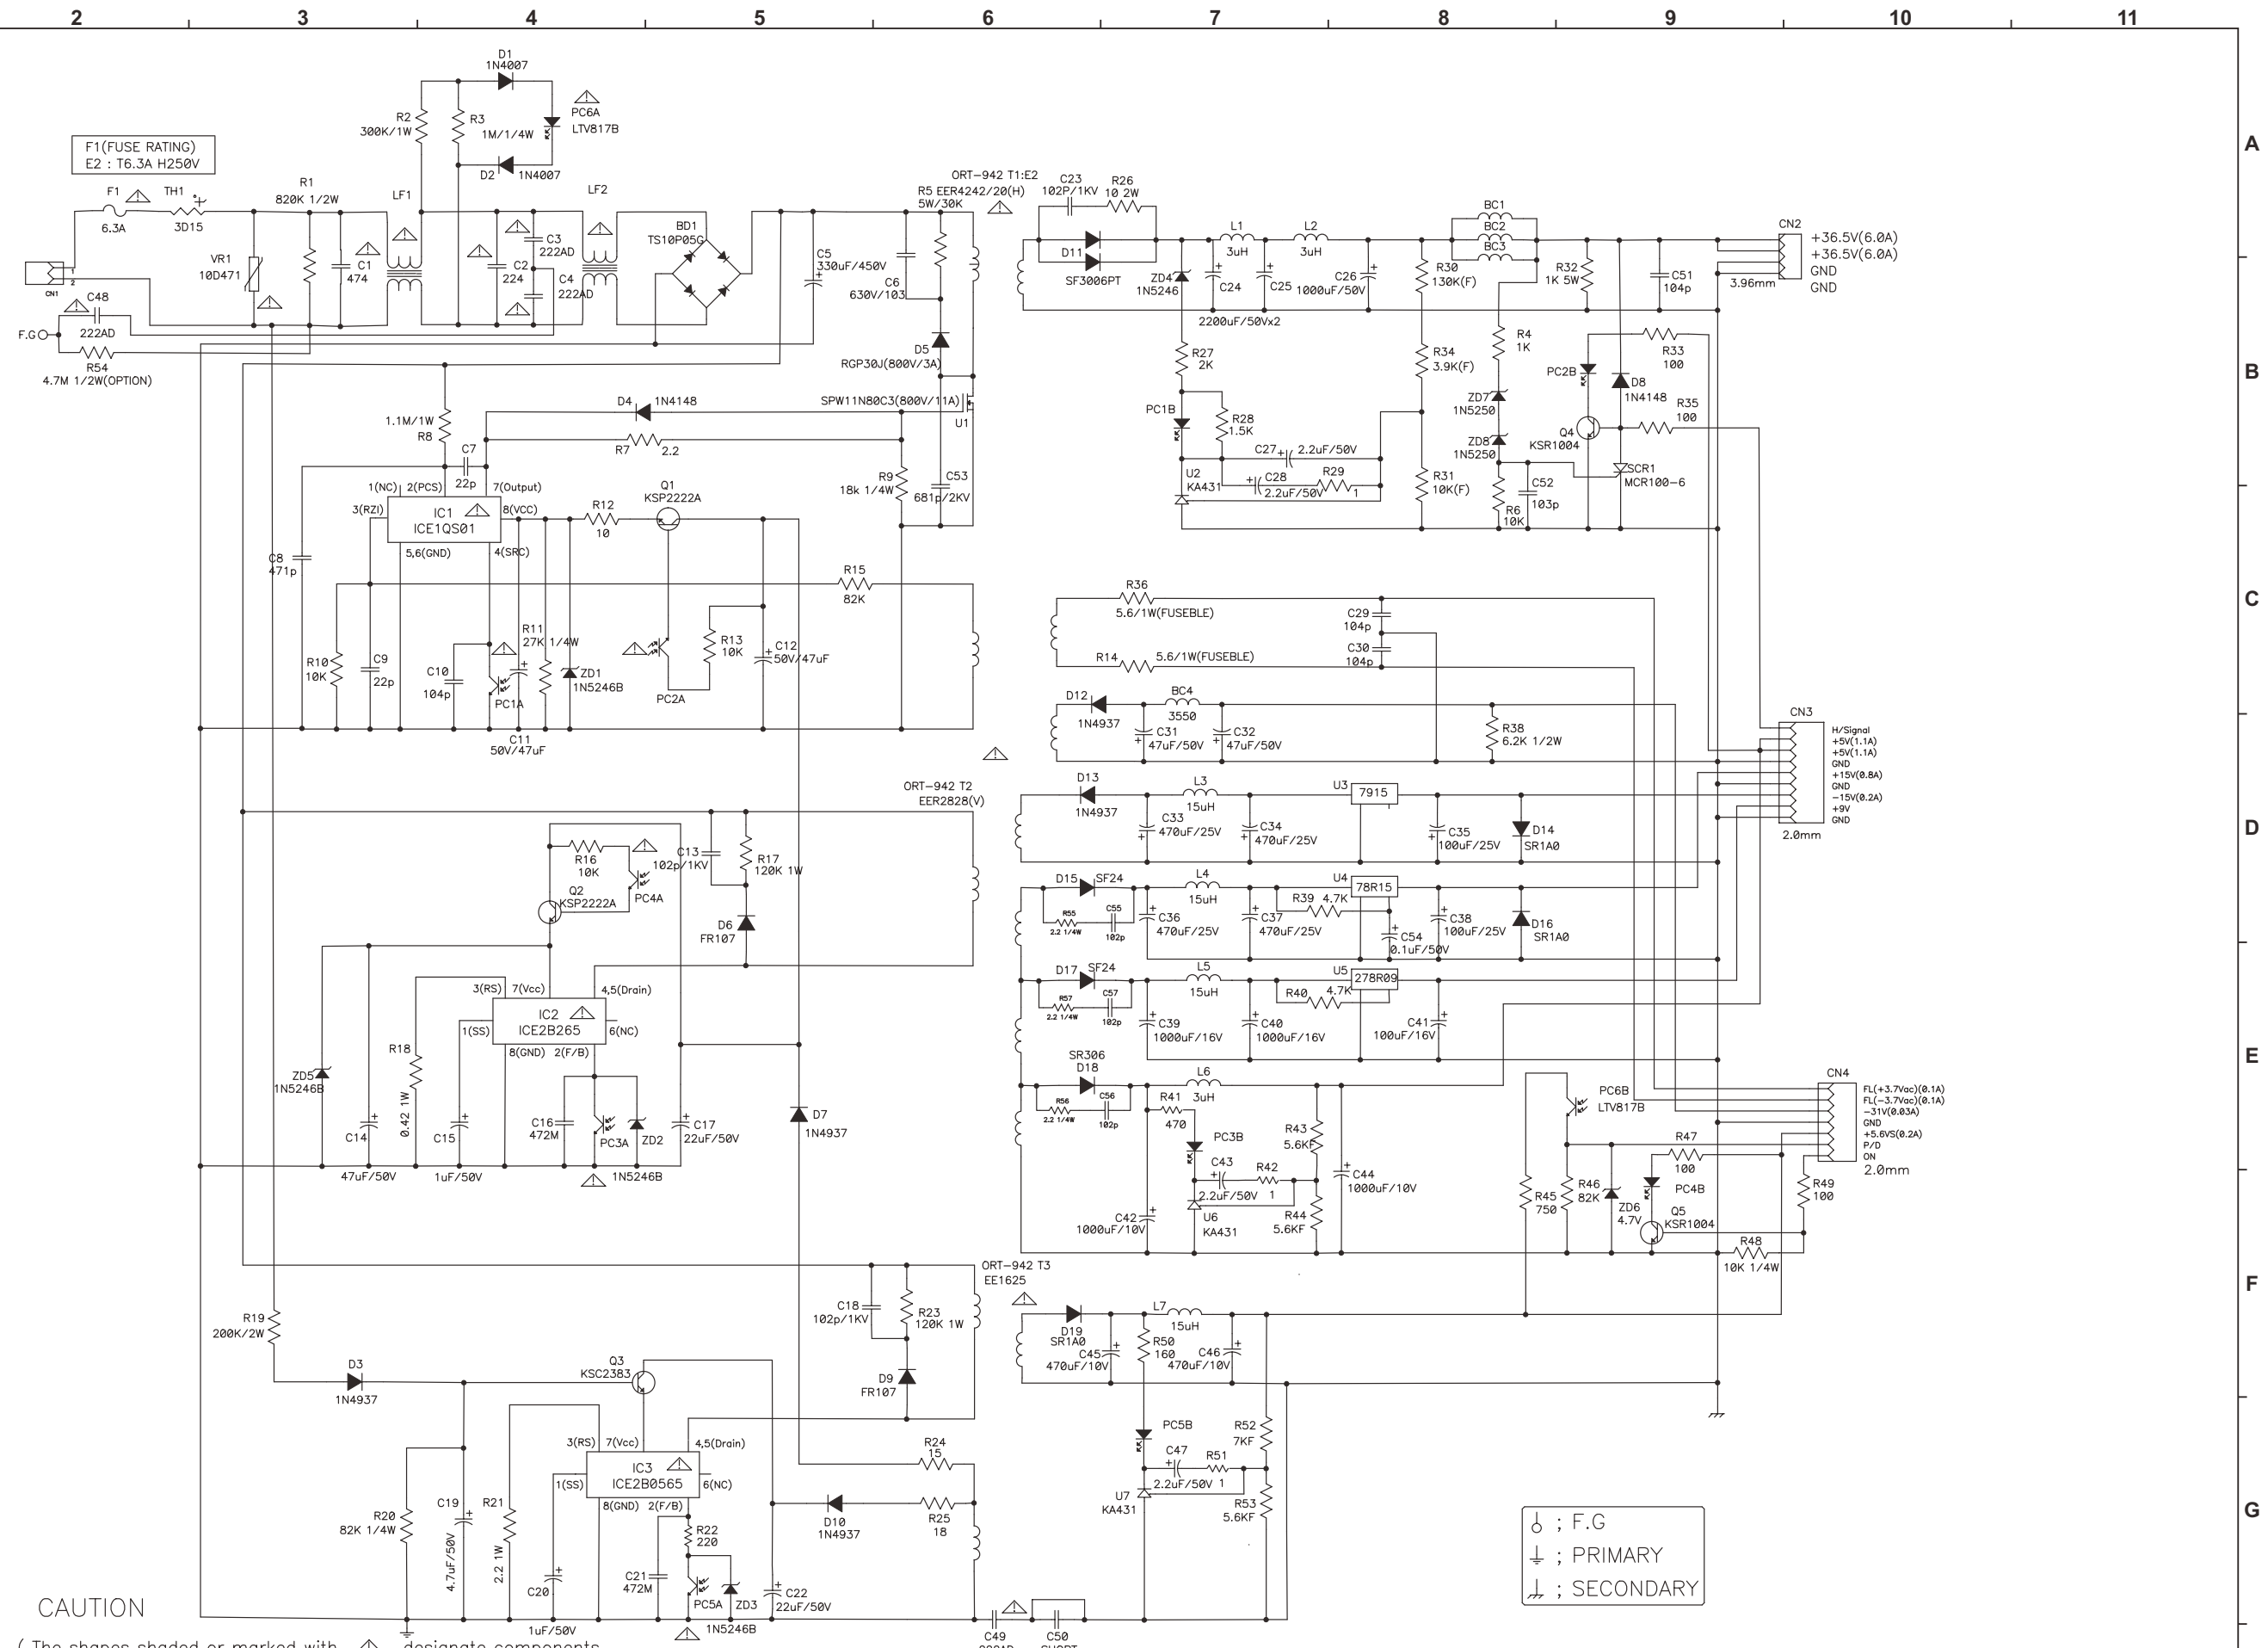 2 3 4 5 6 7 8 9 10 11
A
B
C
D
E
F
G
F1(FUSE RATING)
E2 : T6.3A H250V
F1
6.3A
TH1
3D15
R1
820K 1/2W
VR1
10D471
C1
474
LF1
R2
300K/1W
R3
1M/1/4W
D1
1N4007
PC6A
LTV817B
D2
1N4007
LF2
C2
224
C3
222AD
C4
222AD
BD1
TS10P05G
CN1
1
2
C48
222AD
F.G
R54
4.7M 1/2W(OPTION)
C5
330uF/450V
C6
630V/103
ORT-942 T1:E2
R5 EER4242/20(H)
5W/30K
D5
RGP30J(800V/3A)
SPW11N80C3(800V/11A)
U1
D4
1N4148
R7
2.2
1.1M/1W
R8
C7
22p
R9
18k 1/4W
C53
681p/2KV
1(NC)
2(PCS)
7(Output)
3(RZI)
8(VCC)
IC1
ICE1QS01
5,6(GND)
4(SRC)
R12
10
Q1
KSP2222A
C8
471p
R15
82K
R10
10K
C9
22p
C10
104p
R11
27K 1/4W
PC1A
ZD1
1N5246B
PC2A
R13
10K
C12
50V/47uF
C11
50V/47uF
C23
102P/1KV
R26
10 2W
D11
SF3006PT
ZD4
1N5246
L1
3uH
L2
3uH
C24
C25
2200uF/50Vx2
C26
1000uF/50V
R30
130K(F)
BC1
BC2
BC3
R32
1K 5W
C51
104p
CN2
+36.5V(6.0A)
+36.5V(6.0A)
GND
GND
3.96mm
R27
2K
PC1B
R28
1.5K
R34
3.9K(F)
R4
1K
ZD7
1N5250
ZD8
1N5250
PC2B
D8
1N4148
R33
100
R35
100
Q4
KSR1004
SCR1
MCR100-6
C27
2.2uF/50V
C28
2.2uF/50V
R29
1
R31
10K(F)
U2
KA431
R6
10K
C52
103p
R36
5.6/1W(FUSEBLE)
C29
104p
C30
104p
R14
5.6/1W(FUSEBLE)
D12
1N4937
BC4
3550
C31
47uF/50V
C32
47uF/50V
R38
6.2K 1/2W
CN3
H/Signal
+5V(1.1A)
+5V(1.1A)
GND
+15V(0.8A)
GND
-15V(0.2A)
+9V
GND
2.0mm
ORT-942 T2
EER2828(V)
D13
1N4937
L3
15uH
U3
7915
C33
470uF/25V
C34
470uF/25V
C35
100uF/25V
D14
SR1A0
R16
10K
C13
102p/1KV
R17
120K 1W
Q2
KSP2222A
PC4A
D6
FR107
D15
SF24
R55
2.2 1/4W
C55
102p
L4
15uH
C36
470uF/25V
C37
470uF/25V
U4
78R15
R39
4.7K
C54
0.1uF/50V
C38
100uF/25V
D16
SR1A0
D17
SF24
R57
2.2 1/4W
C57
102p
L5
15uH
U5
278R09
R40
4.7K
C39
1000uF/16V
C40
1000uF/16V
C41
100uF/16V
3(RS)
7(Vcc)
4,5(Drain)
1(SS)
IC2
ICE2B265
6(NC)
8(GND)
2(F/B)
ZD5
1N5246B
R18
0.42 1W
C14
47uF/50V
C15
1uF/50V
C16
472M
PC3A
ZD2
1N5246B
C17
22uF/50V
D7
1N4937
SR306
D18
R56
2.2 1/4W
C56
102p
L6
3uH
R41
470
PC3B
C43
2.2uF/50V
R42
1
R43
5.6KF
R44
5.6KF
C44
1000uF/10V
C42
1000uF/10V
U6
KA431
PC6B
LTV817B
CN4
FL(+3.7Vac)(0.1A)
FL(-3.7Vac)(0.1A)
-31V(0.03A)
GND
+5.6VS(0.2A)
P/D
ON
2.0mm
R47
100
R45
750
R46
82K
ZD6
4.7V
PC4B
Q5
KSR1004
R49
100
R48
10K 1/4W
ORT-942 T3
EE1625
R19
200K/2W
D3
1N4937
Q3
KSC2383
C18
102p/1KV
R23
120K 1W
D9
FR107
D19
SR1A0
L7
15uH
C45
470uF/10V
R50
160
C46
470uF/10V
3(RS)
7(Vcc)
4,5(Drain)
1(SS)
IC3
ICE2B0565
6(NC)
8(GND)
2(F/B)
R20
82K 1/4W
C19
4.7uF/50V
R21
2.2 1W
C20
1uF/50V
C21
472M
R22
220
PC5A
ZD3
1N5246B
C22
22uF/50V
D10
1N4937
R24
15
R25
18
PC5B
C47
2.2uF/50V
R51
1
R52
7KF
R53
5.6KF
U7
KA431
C49
C50
; F.G
; PRIMARY
; SECONDARY
CAUTION
( The shapes shaded or marked with designate components